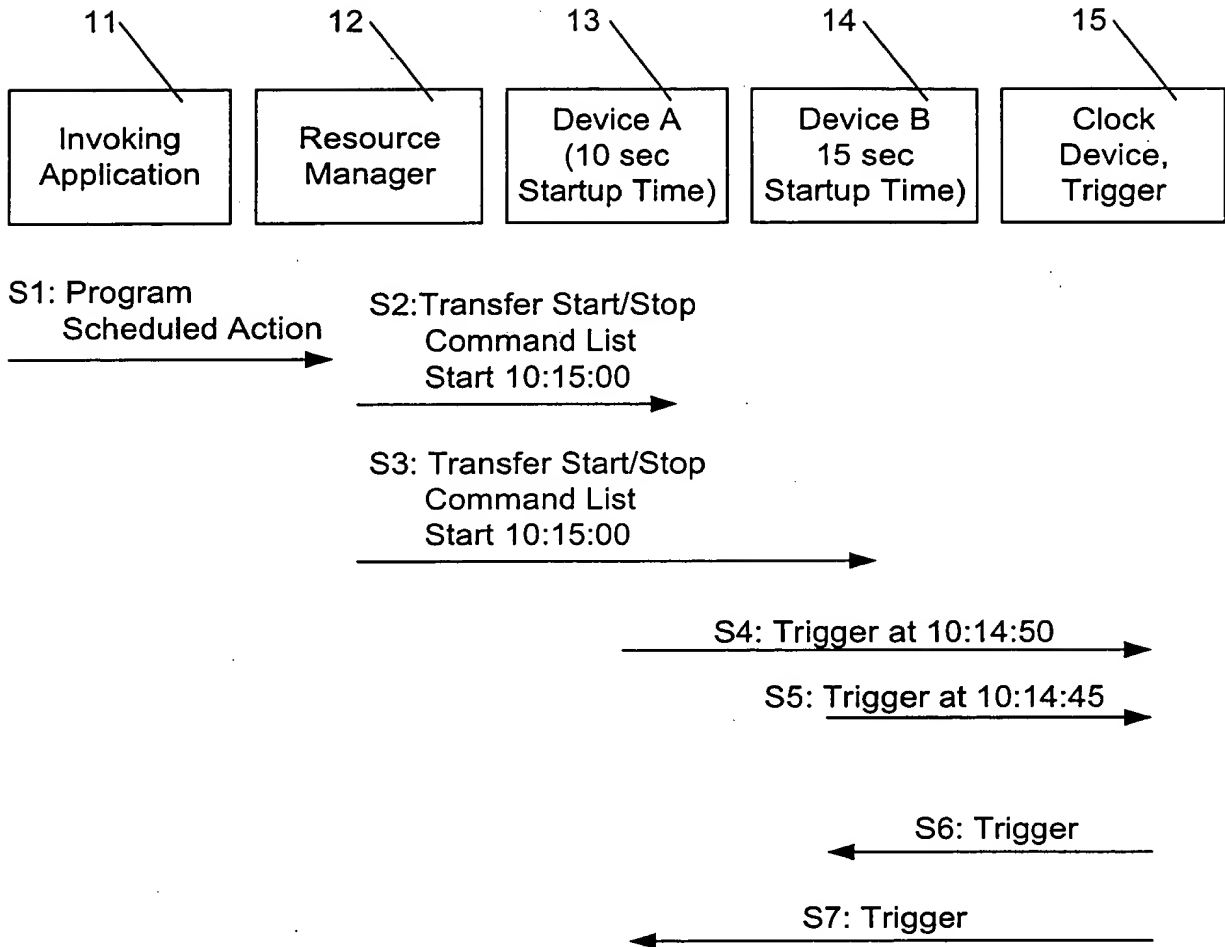 11
12
13
14
15
Invoking
Application
Resource
Manager
Device A
(10 sec
Startup Time)
Device B
15 sec
Startup Time)
Clock
Device,
Trigger
S1: Program
Scheduled Action
S2:Transfer Start/Stop
Command List
Start 10:15:00
S3: Transfer Start/Stop
Command List
Start 10:15:00
S4: Trigger at 10:14:50
S5: Trigger at 10:14:45
S6: Trigger
S7: Trigger